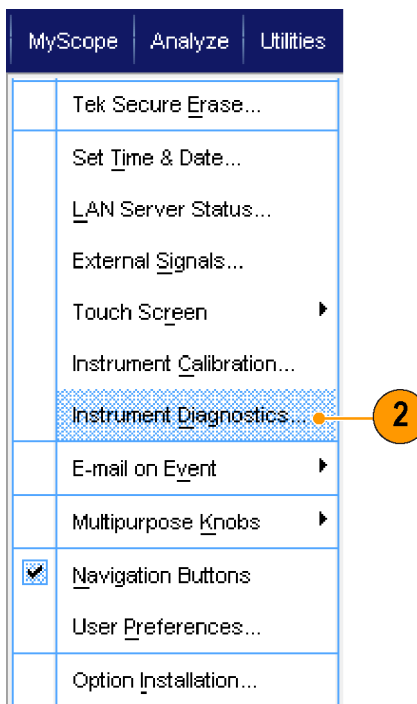 MyScope Analyze Utilities
Tek Secure Erase...
Set Time & Date...
LAN Server Status...
External Signals...
Touch Screen
Instrument Calibration...
Instrument Diagnostics...
2
E-mail on Event
Multipurpose Knobs
Navigation Buttons
User Preferences...
Option Installation...